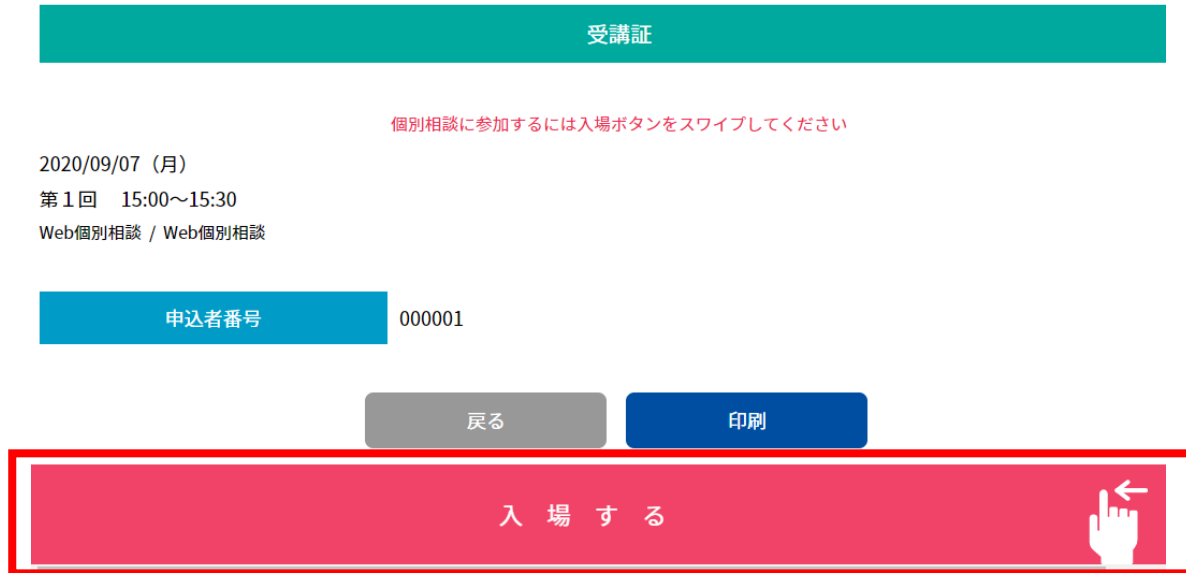 受講証
個別相談に参加するには入場ボタンをスワイプしてください
2020/09/07（月）
第１回　15:00～15:30
Web個別相談 / Web個別相談
申込者番号　000001
戻る　印刷
入 場 す る